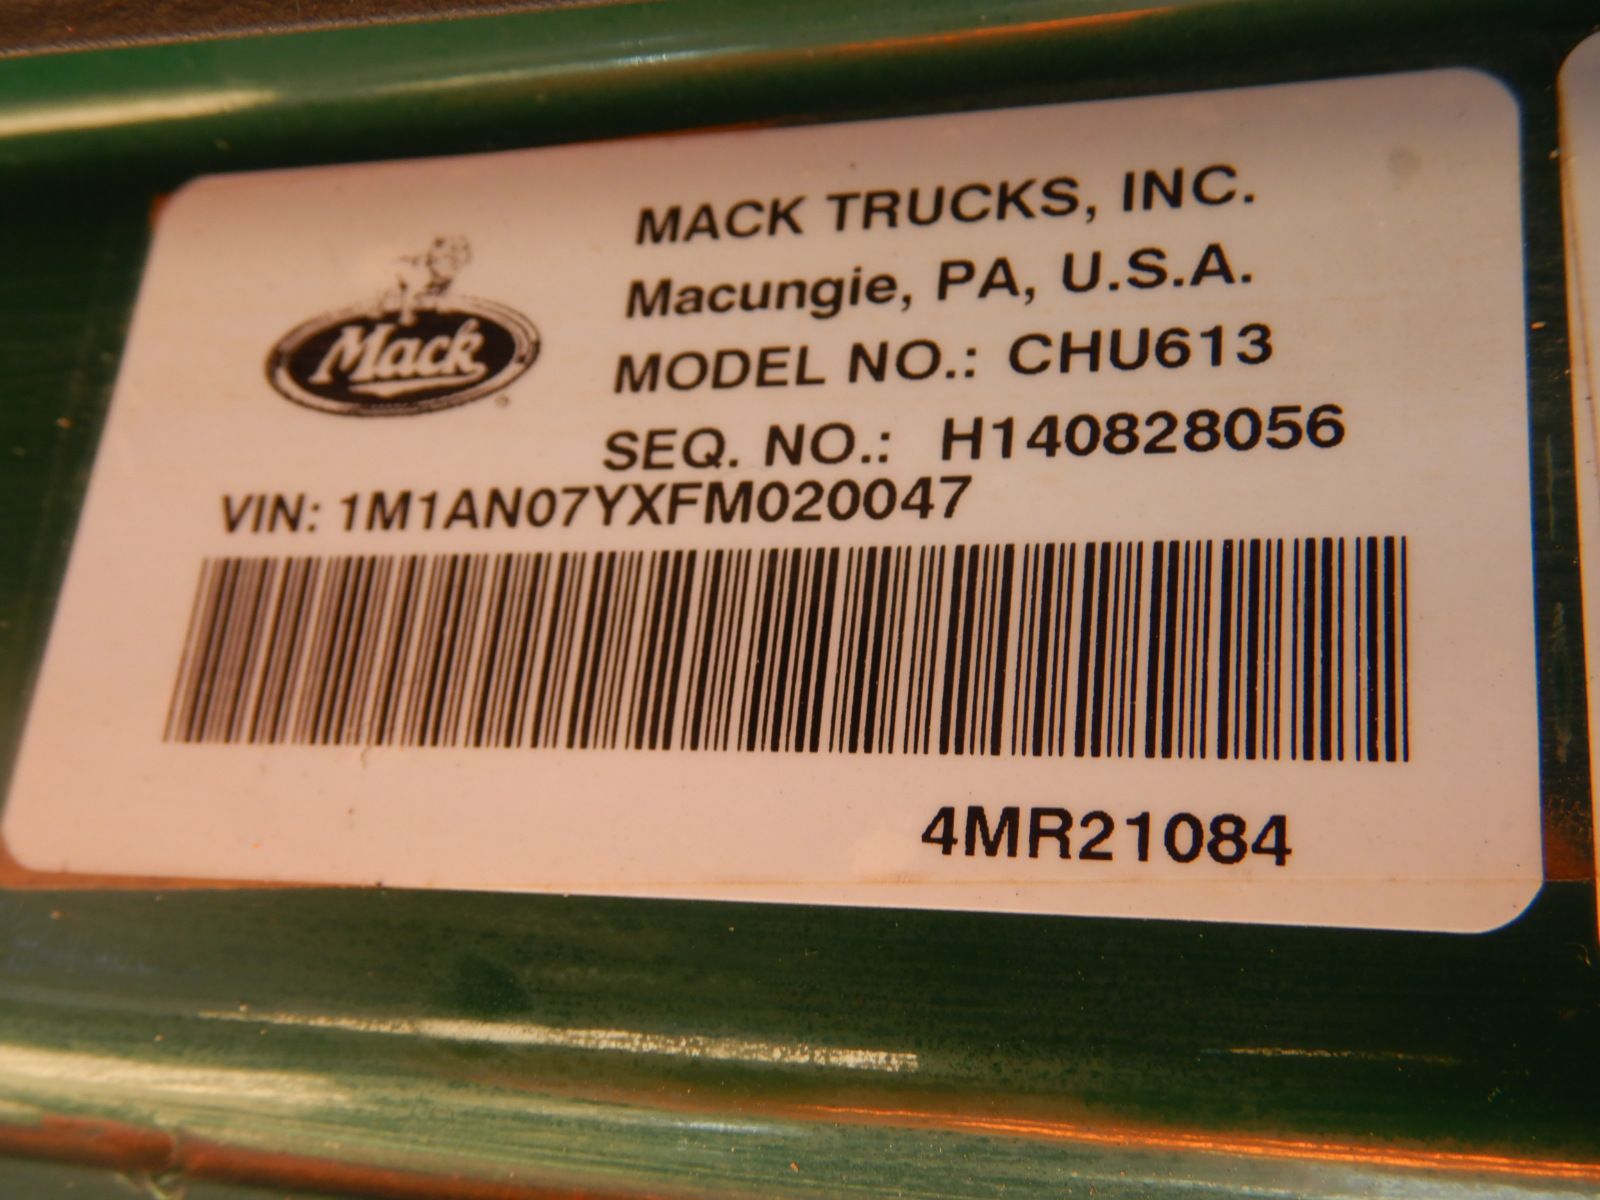 Mack
MACK TRUCKS, INC.
Macungie, PA, U.S.A.
MODEL NO.: CHU613
SEQ. NO.: H140828056
VIN: 1M1AN07YXFM020047
4MR21084